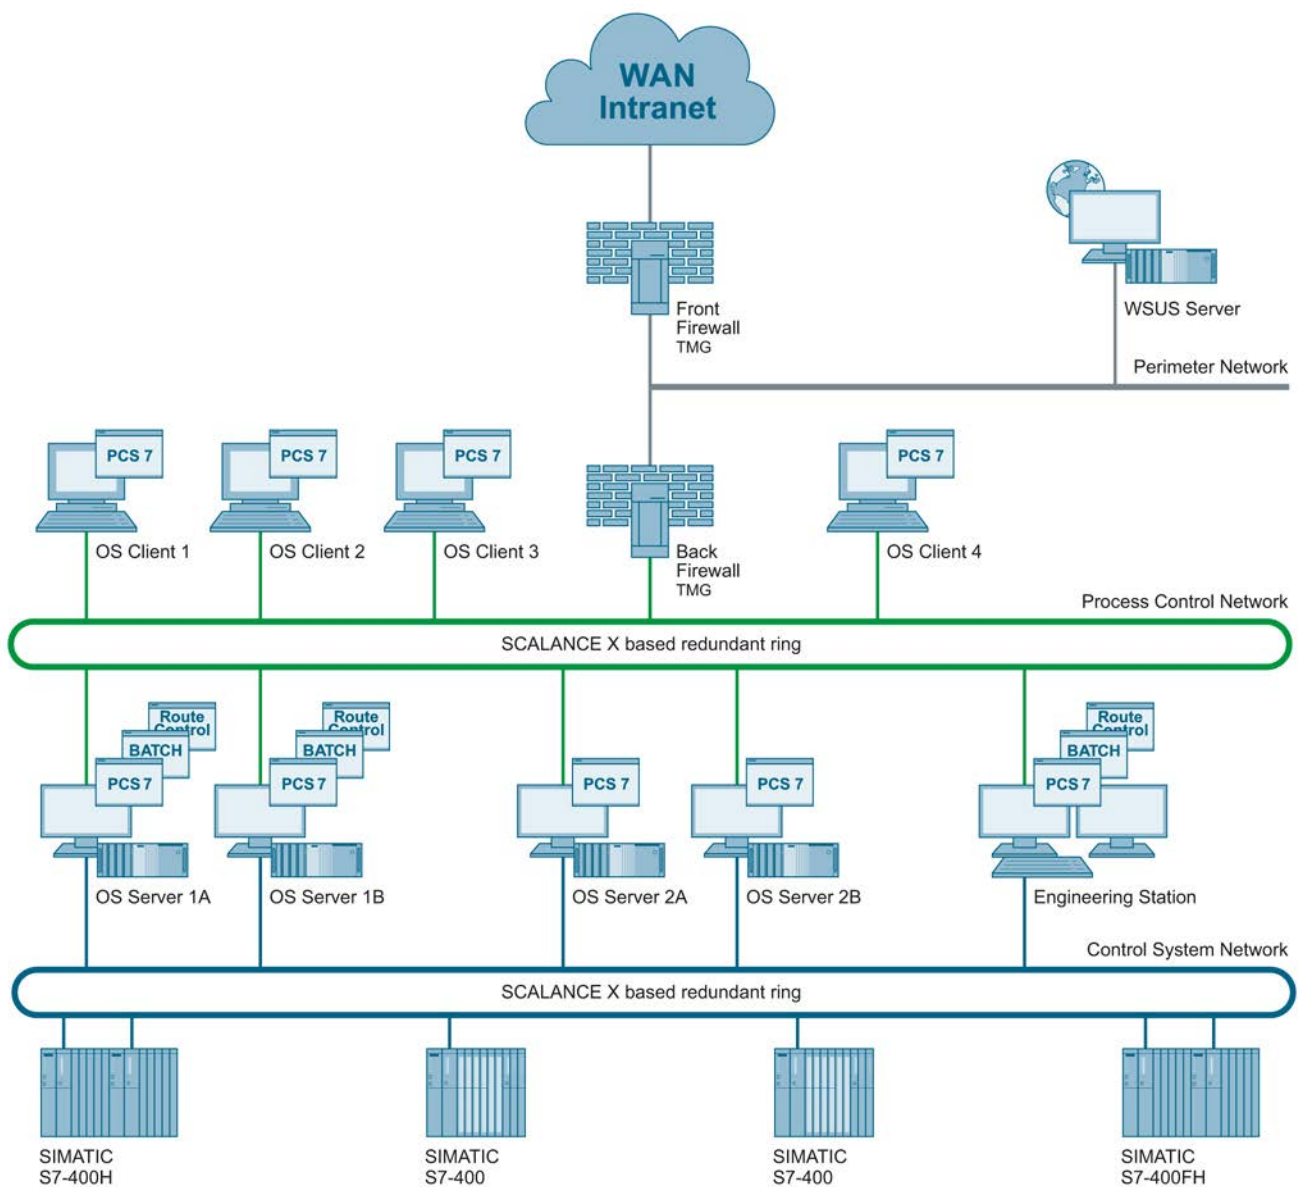 WAN
Intranet
Front
Firewall
TMG
WSUS Server
Perimeter Network
PCS 7
PCS 7
PCS 7
PCS 7
OS Client 1
OS Client 2
OS Client 3
Back
Firewall
TMG
OS Client 4
Process Control Network
SCALANCE X based redundant ring
Route
Control
BATCH
PCS 7
Route
Control
BATCH
PCS 7
PCS 7
PCS 7
Route
Control
BATCH
PCS 7
OS Server 1A
OS Server 1B
OS Server 2A
OS Server 2B
Engineering Station
Control System Network
SCALANCE X based redundant ring
SIMATIC
S7-400H
SIMATIC
S7-400
SIMATIC
S7-400
SIMATIC
S7-400FH